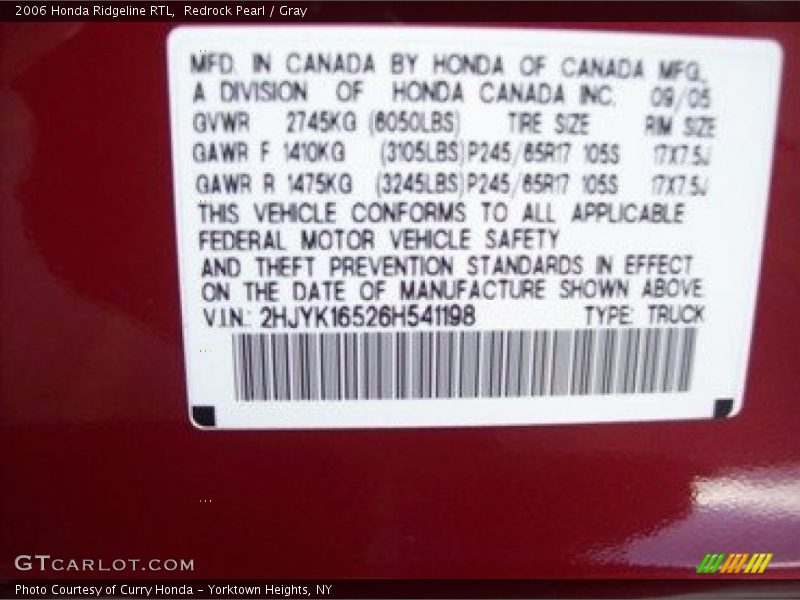 2006 Honda Ridgeline RTL,  Redrock Pearl / Gray
MFD. IN CANADA BY HONDA OF CANADA MFG.,
A DIVISION OF HONDA CANADA INC. 09/05
GVWR 2745KG (6050LBS) TIRE SIZE RIM SIZE
GAWR F 1410KG (3105LBS) P245/65R17 105S 17X7.5J
GAWR R 1475KG (3245LBS) P245/65R17 105S 17X7.5J
THIS VEHICLE CONFORMS TO ALL APPLICABLE
FEDERAL MOTOR VEHICLE SAFETY
AND THEFT PREVENTION STANDARDS IN EFFECT
ON THE DATE OF MANUFACTURE SHOWN ABOVE
V.I.N.: 2HJYK16526H541198 TYPE: TRUCK
GTCARLOT.COM
Photo Courtesy of Curry Honda - Yorktown Heights, NY